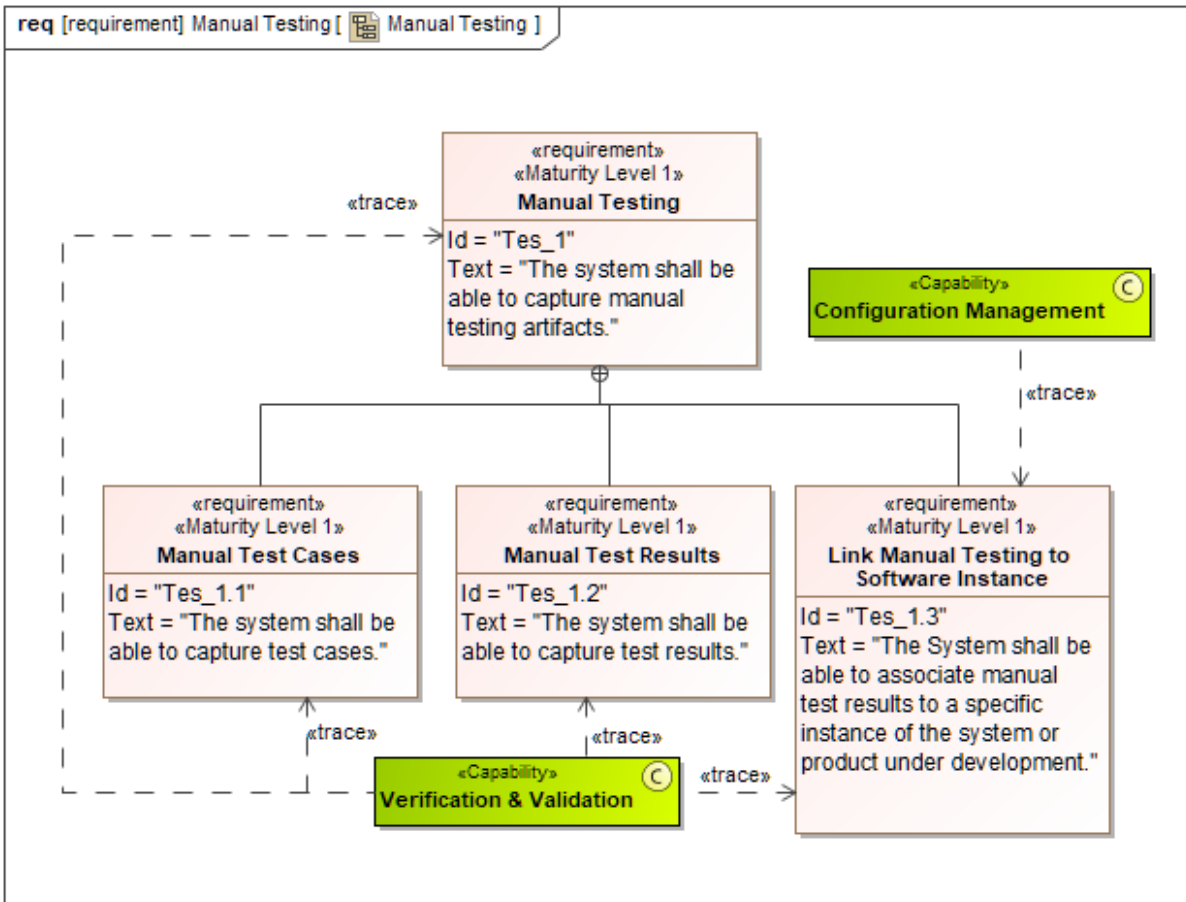 req [requirement] Manual Testing [ Manual Testing ]
«requirement»
«Maturity Level 1»
Manual Testing
Id = "Tes_1"
Text = "The system shall be
able to capture manual
testing artifacts."
«trace»
«Capability»
C
Configuration Management
«trace»
«requirement»
«Maturity Level 1»
Manual Test Cases
Id = "Tes_1.1"
Text = "The system shall be
able to capture test cases."
«requirement»
«Maturity Level 1»
Manual Test Results
Id = "Tes_1.2"
Text = "The system shall be
able to capture test results."
«requirement»
«Maturity Level 1»
Link Manual Testing to
Software Instance
Id = "Tes_1.3"
Text = "The System shall be
able to associate manual
test results to a specific
instance of the system or
product under development."
«trace»
«trace»
«trace»
«Capability»
C
Verification & Validation